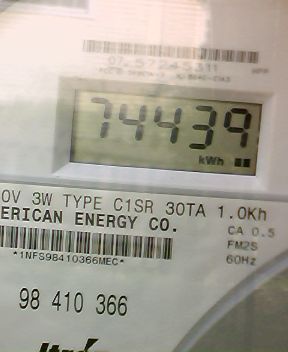 74439
kWh
OV 3W TYPE C1SR 30TA 1.0Kh
ERICAN ENERGY CO.
CA 0.5
FM2S
60Hz
*1NFS98410366MEC*
98 410 366